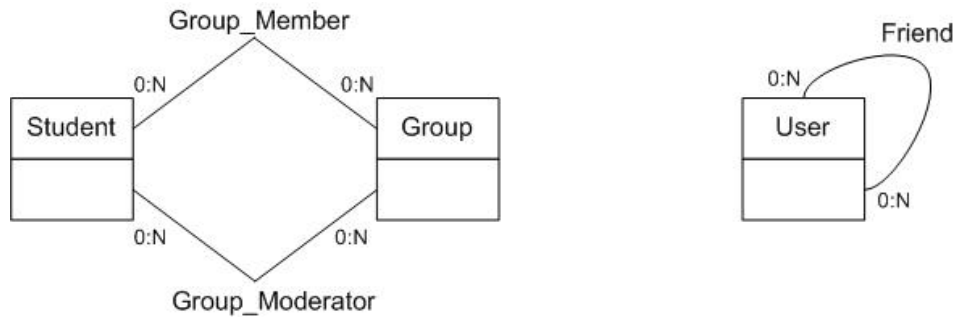 Group_Member
0:N
0:N
Student
Group
0:N
0:N
Group_Moderator
Friend
0:N
User
0:N